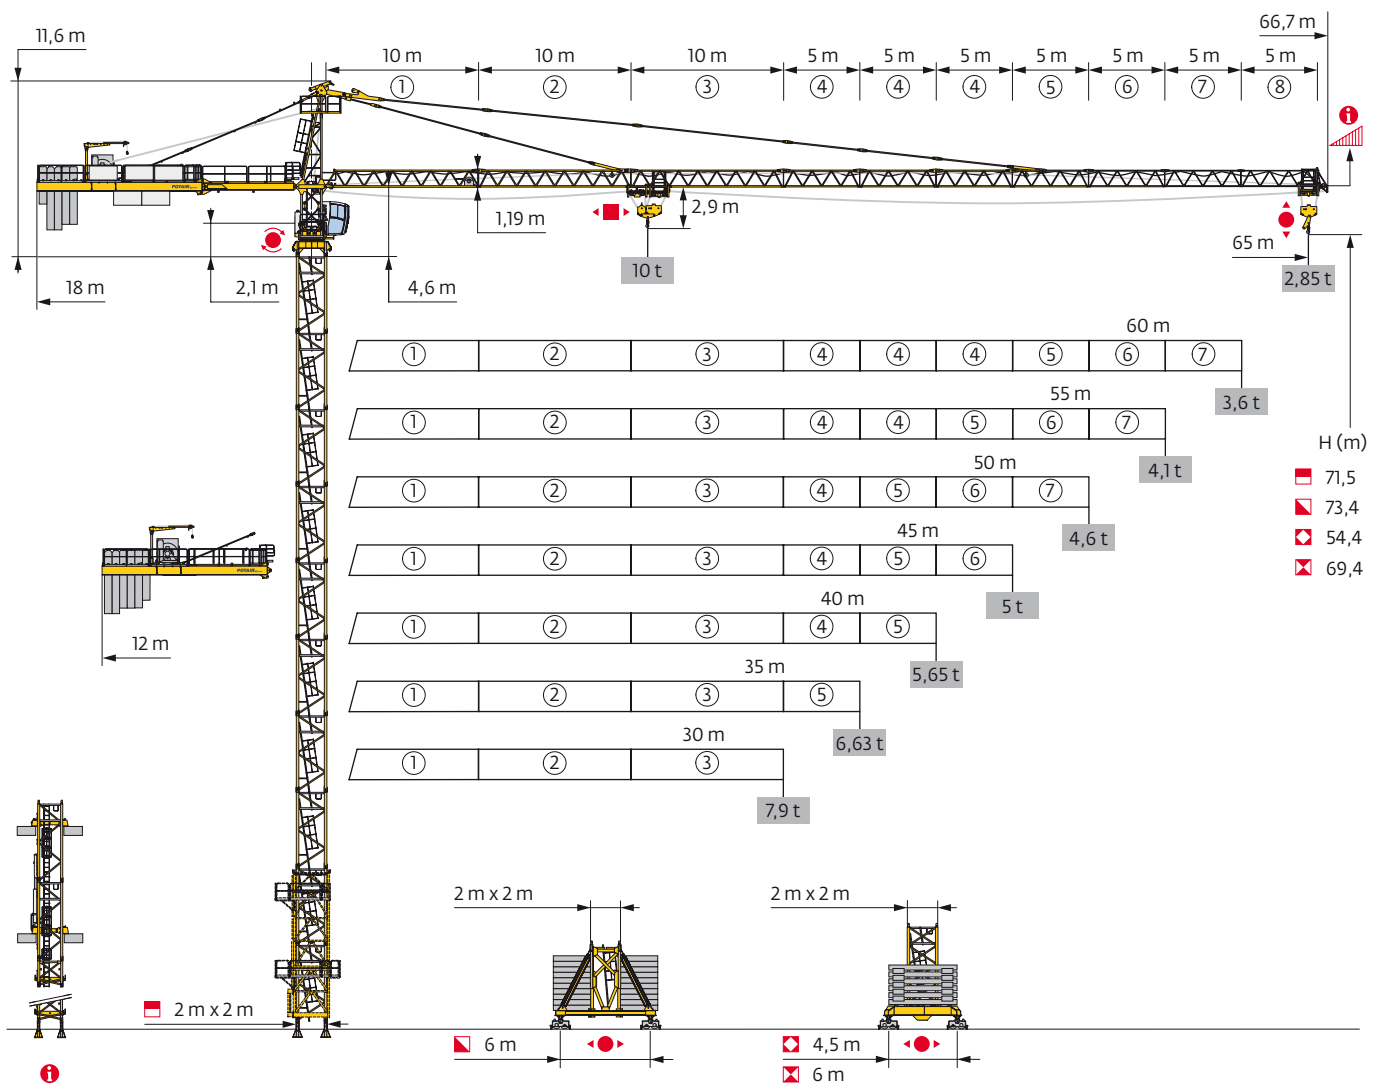 11,6 m
66,7 m
10 m 10 m 10 m 5 m 5 m 5 m 5 m 5 m 5 m 5 m
1 2 3 4 4 4 5 6 7 8
i
POTAIN
1,19 m
2,9 m
65 m
10 t
2,85 t
18 m
2,1 m
4,6 m
60 m
1 2 3 4 4 4 5 6 7
3,6 t
55 m
1 2 3 4 4 5 6 7
4,1 t
H (m)
50 m
1 2 3 4 5 6 7
4,6 t
71,5
73,4
54,4
69,4
45 m
1 2 3 4 5 6
5 t
POTAIN
12 m
40 m
1 2 3 4 5
5,65 t
35 m
1 2 3 5
6,63 t
30 m
1 2 3
7,9 t
2 m x 2 m
2 m x 2 m
2 m x 2 m
6 m
4,5 m
6 m
i